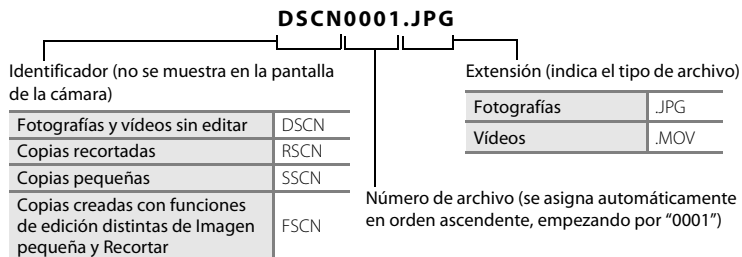 DSCN0001.JPG
Identificador (no se muestra en la pantalla
de la cámara)
Fotografías y vídeos sin editar DSCN
Copias recortadas RSCN
Copias pequeñas SSCN
Copias creadas con funciones
de edición distintas de Imagen
pequeña y Recortar FSCN
Extensión (indica el tipo de archivo)
Fotografías .JPG
Vídeos .MOV
Número de archivo (se asigna automáticamente
en orden ascendente, empezando por “0001”)